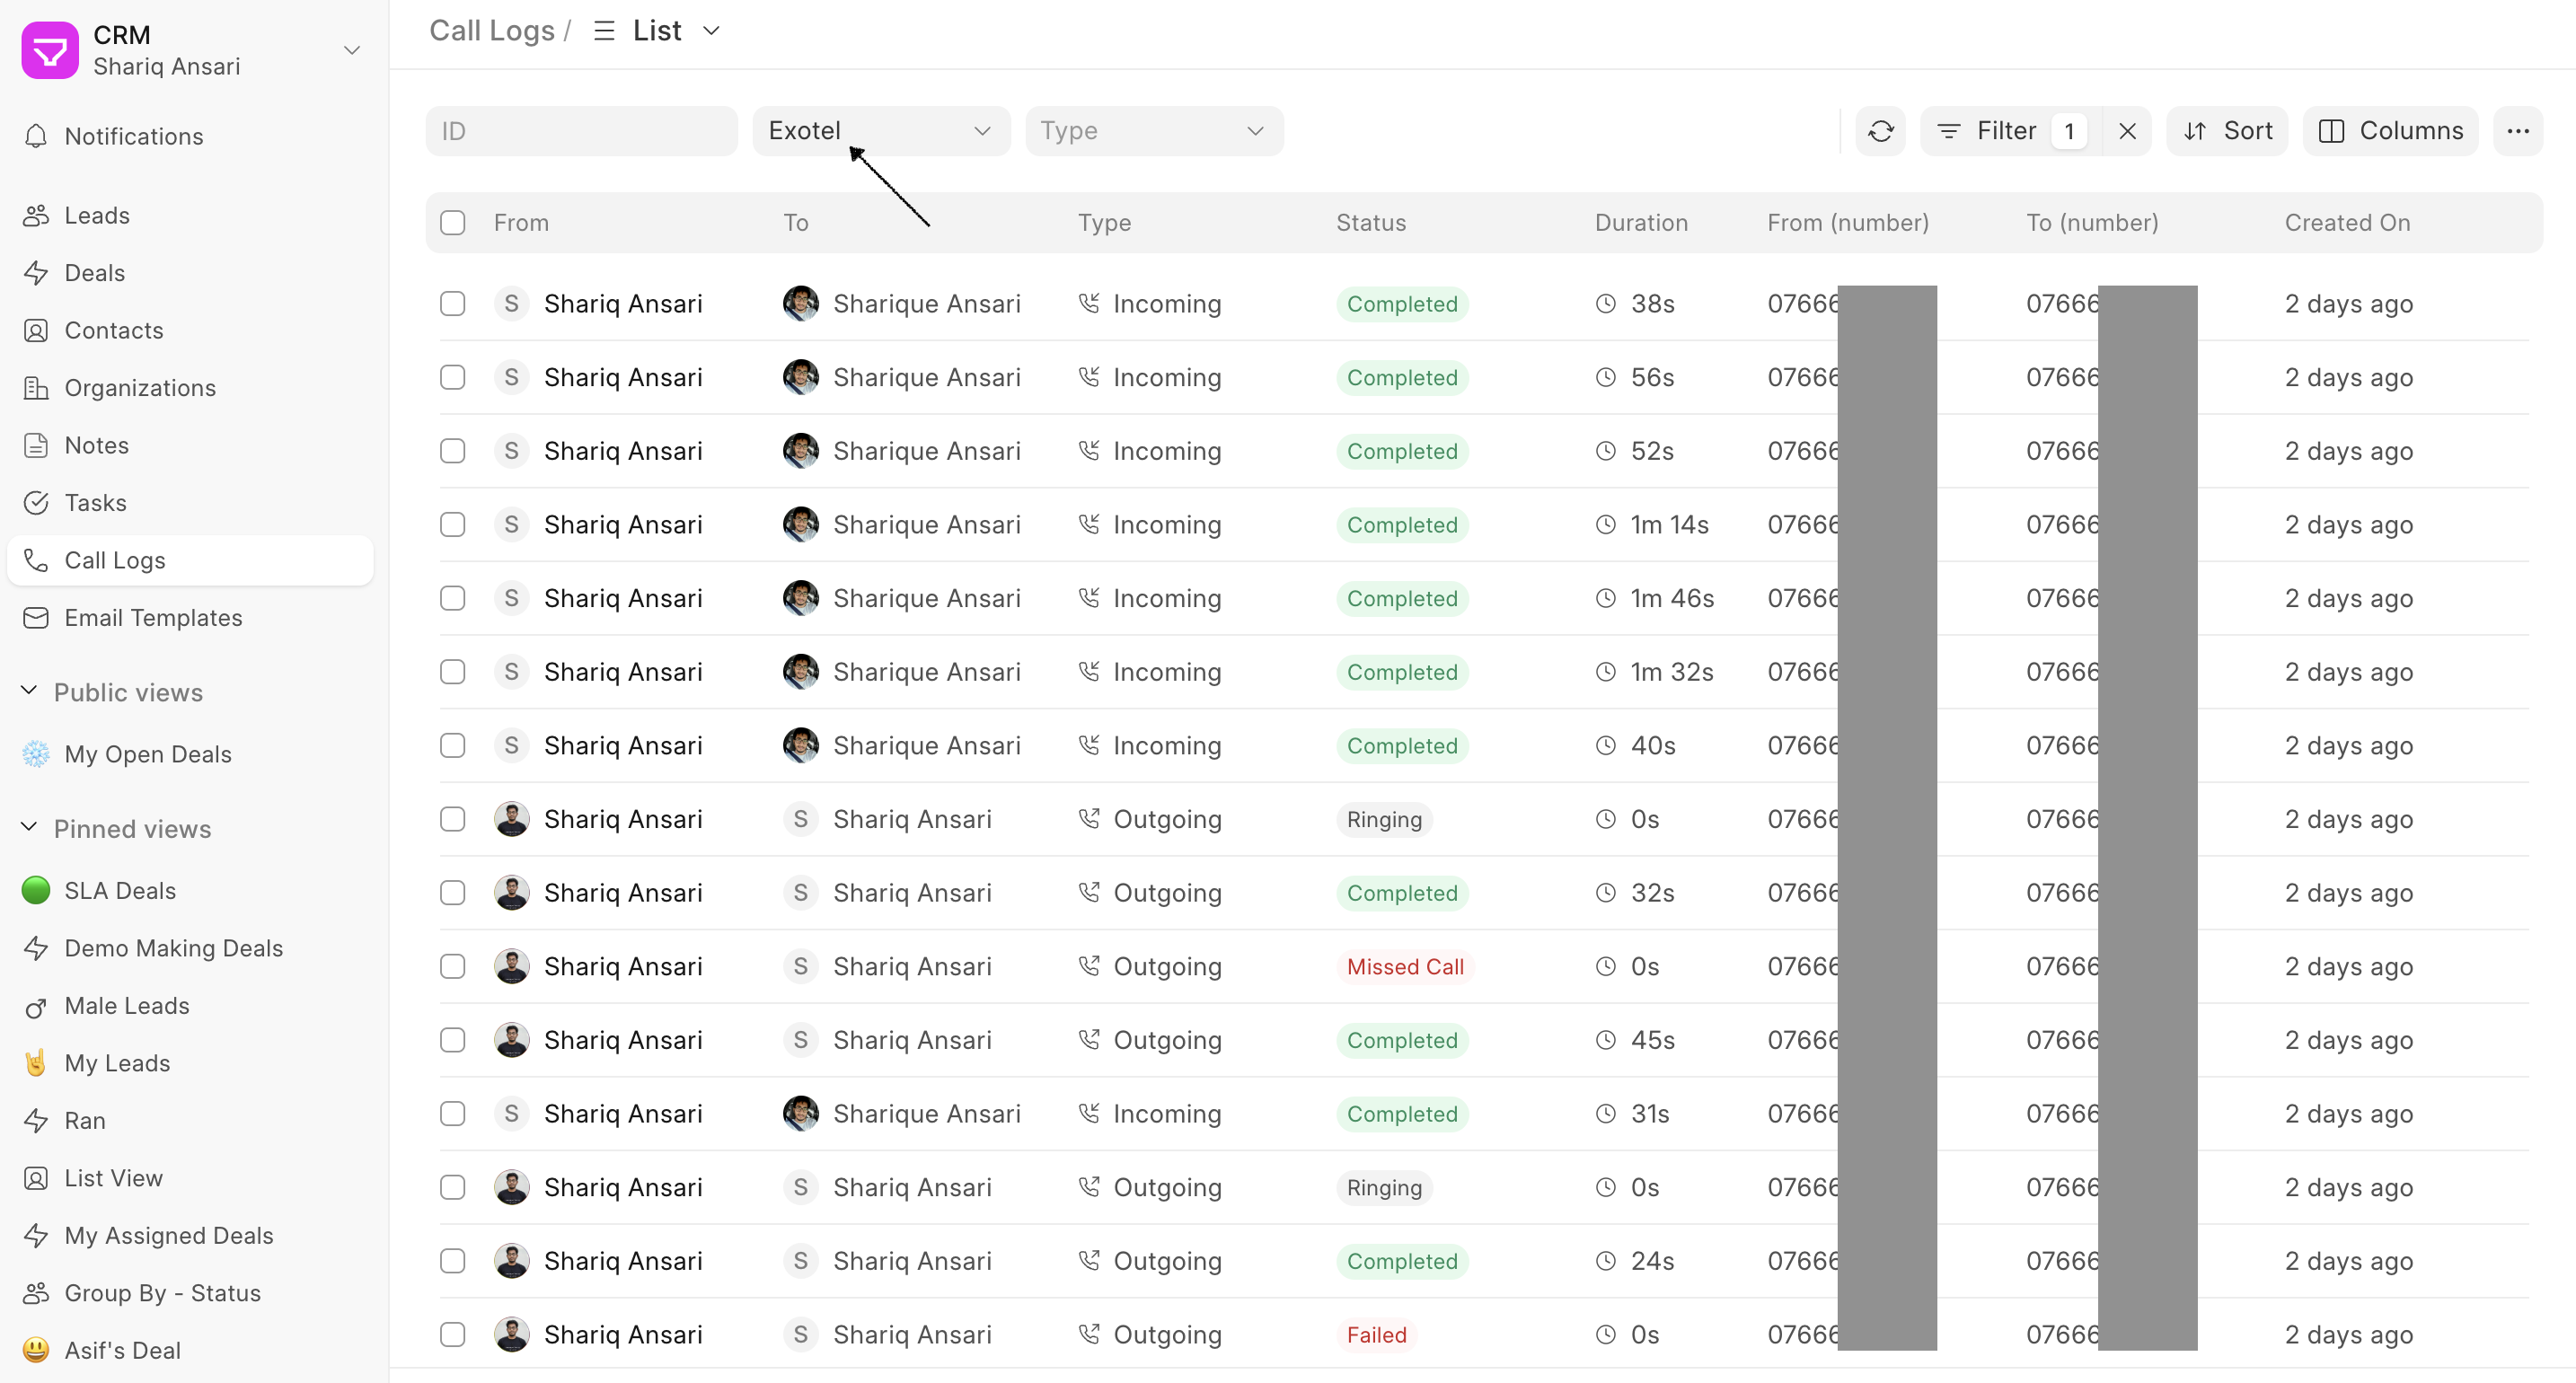 CRM
Shariq Ansari
Notifications
Leads
Deals
Contacts
Organizations
Notes
Tasks
Call Logs
Email Templates
Public views
My Open Deals
Pinned views
SLA Deals
Demo Making Deals
Male Leads
My Leads
Ran
List View
My Assigned Deals
Group By - Status
Asif's Deal
Call Logs / List
ID Exotel Type Filter 1 Sort Columns
From To Type Status Duration From (number) To (number) Created On
S Shariq Ansari Sharique Ansari Incoming Completed 38s 07666 07666 2 days ago
S Shariq Ansari Sharique Ansari Incoming Completed 56s 07666 07666 2 days ago
S Shariq Ansari Sharique Ansari Incoming Completed 52s 07666 07666 2 days ago
S Shariq Ansari Sharique Ansari Incoming Completed 1m 14s 07666 07666 2 days ago
S Shariq Ansari Sharique Ansari Incoming Completed 1m 46s 07666 07666 2 days ago
S Shariq Ansari Sharique Ansari Incoming Completed 1m 32s 07666 07666 2 days ago
S Shariq Ansari Sharique Ansari Incoming Completed 40s 07666 07666 2 days ago
Shariq Ansari S Shariq Ansari Outgoing Ringing 0s 07666 07666 2 days ago
Shariq Ansari S Shariq Ansari Outgoing Completed 32s 07666 07666 2 days ago
Shariq Ansari S Shariq Ansari Outgoing Missed Call 0s 07666 07666 2 days ago
Shariq Ansari S Shariq Ansari Outgoing Completed 45s 07666 07666 2 days ago
S Shariq Ansari Sharique Ansari Incoming Completed 31s 07666 07666 2 days ago
Shariq Ansari S Shariq Ansari Outgoing Ringing 0s 07666 07666 2 days ago
Shariq Ansari S Shariq Ansari Outgoing Completed 24s 07666 07666 2 days ago
Shariq Ansari S Shariq Ansari Outgoing Failed 0s 07666 07666 2 days ago